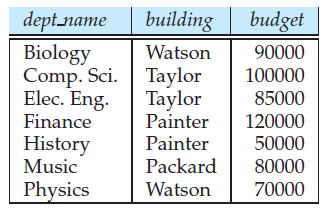 dept_name building budget
Biology Watson 90000
Comp. Sci. Taylor 100000
Elec. Eng. Taylor 85000
Finance Painter 120000
History Painter 50000
Music Packard 80000
Physics Watson 70000